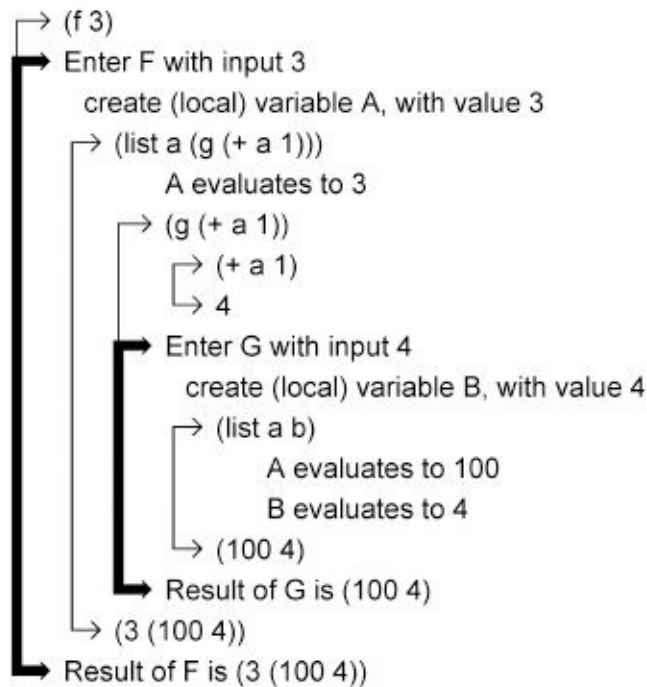 (f 3)
Enter F with input 3
create (local) variable A, with value 3
(list a (g (+ a 1)))
A evaluates to 3
(g (+ a 1))
(+ a 1)
4
Enter G with input 4
create (local) variable B, with value 4
(list a b)
A evaluates to 100
B evaluates to 4
(100 4)
Result of G is (100 4)
(3 (100 4))
Result of F is (3 (100 4))